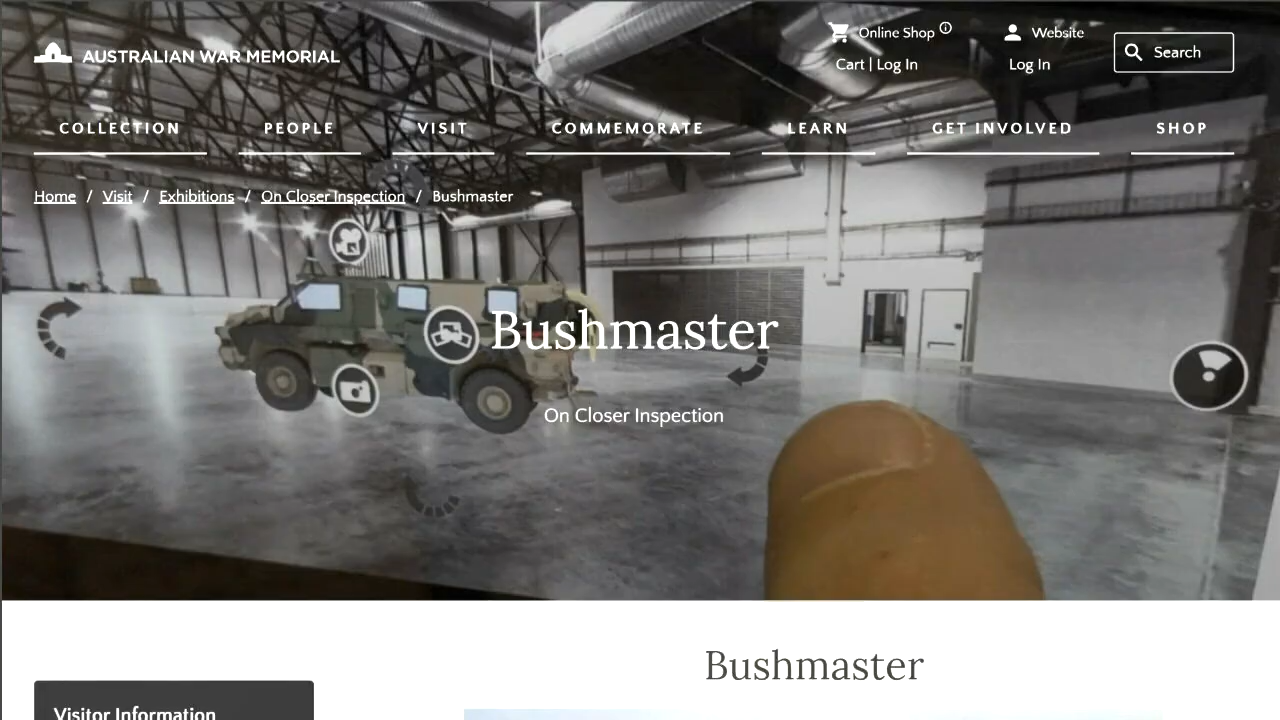 AUSTRALIAN WAR MEMORIAL
Online Shop
Cart | Log In
Website
Log In
Search
COLLECTION
PEOPLE
VISIT
COMMEMORATE
LEARN
GET INVOLVED
SHOP
Home / Visit / Exhibitions / On Closer Inspection / Bushmaster
Bushmaster
On Closer Inspection
Bushmaster
Visitor Information